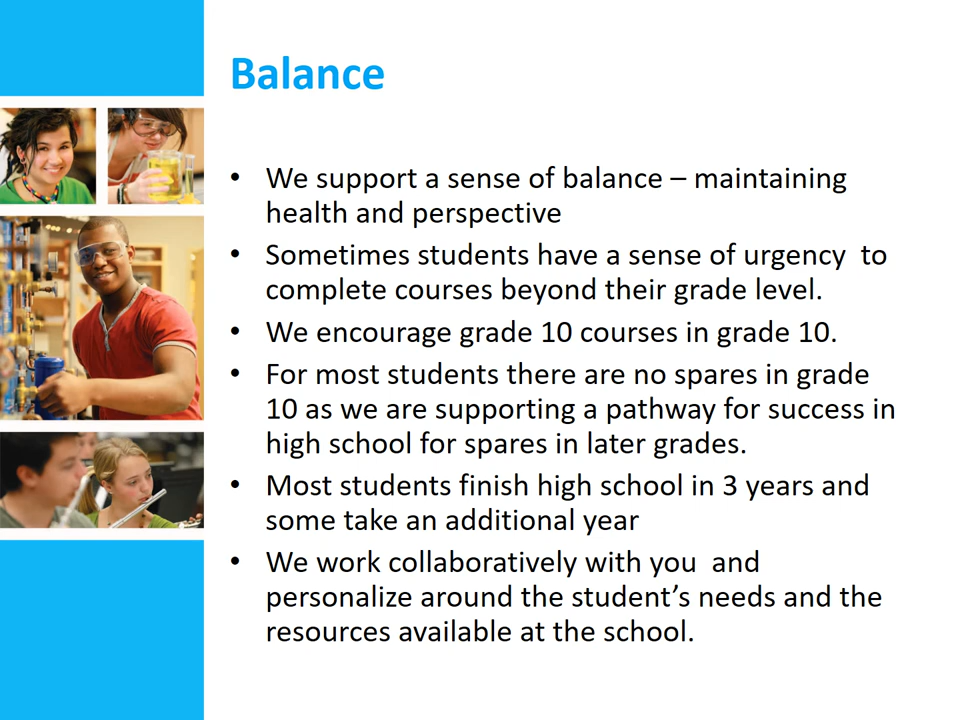 Balance
• We support a sense of balance – maintaining
health and perspective
• Sometimes students have a sense of urgency  to
complete courses beyond their grade level.
• We encourage grade 10 courses in grade 10.
• For most students there are no spares in grade
10 as we are supporting a pathway for success in
high school for spares in later grades.
• Most students finish high school in 3 years and
some take an additional year
• We work collaboratively with you  and
personalize around the student’s needs and the
resources available at the school.